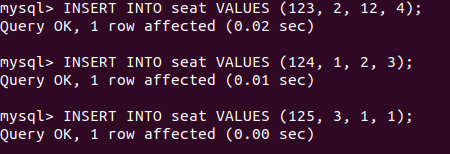 mysql> INSERT INTO seat VALUES (123, 2, 12, 4);
Query OK, 1 row affected (0.02 sec)
mysql> INSERT INTO seat VALUES (124, 1, 2, 3);
Query OK, 1 row affected (0.01 sec)
mysql> INSERT INTO seat VALUES (125, 3, 1, 1);
Query OK, 1 row affected (0.00 sec)